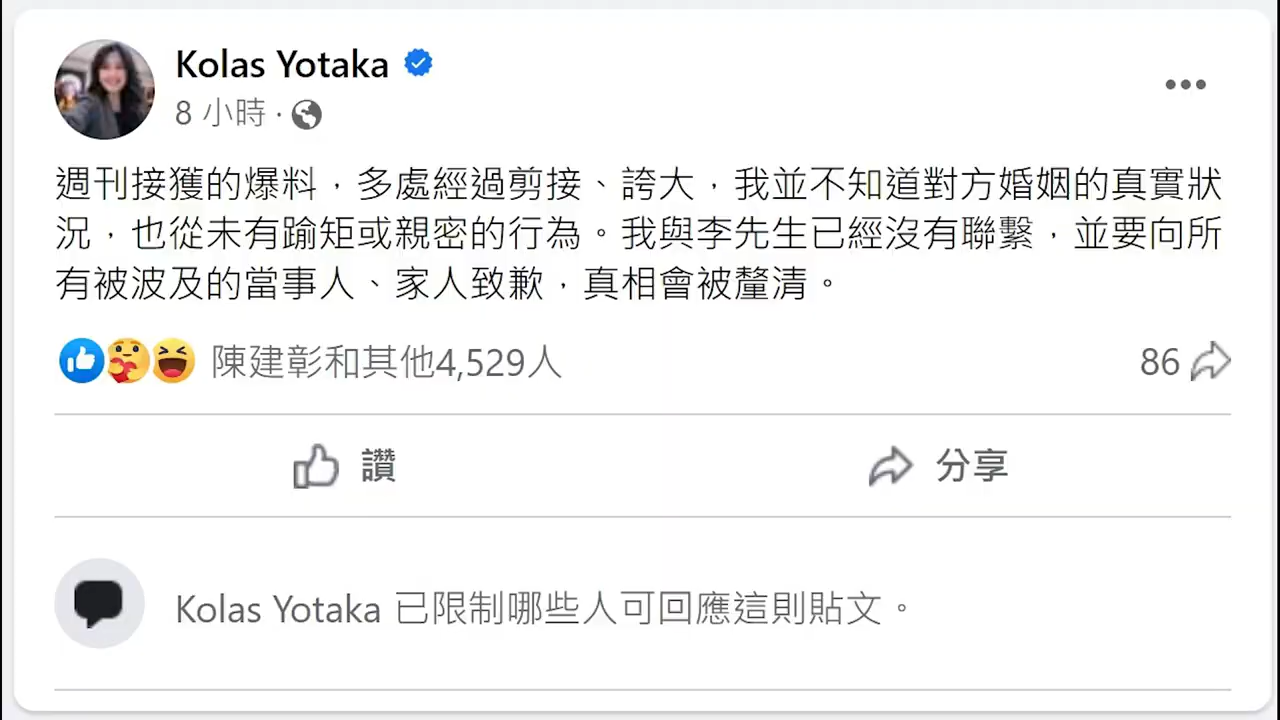 Kolas Yotaka
8 小時 ·
週刊接獲的爆料，多處經過剪接、誇大，我並不知道對方婚姻的真實狀
況，也從未有踰矩或親密的行為。我與李先生已經沒有聯繫，並要向所
有被波及的當事人、家人致歉，真相會被釐清。
陳建彰和其他4,529人
86
讚
分享
Kolas Yotaka 已限制哪些人可回應這則貼文。